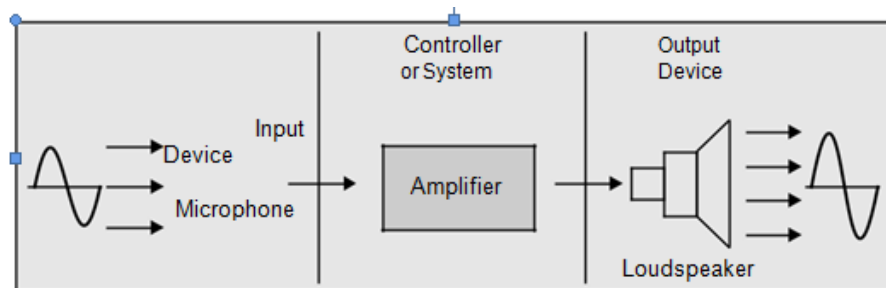 Input
Device
Microphone
Controller
or System
Amplifier
Output
Device
Loudspeaker